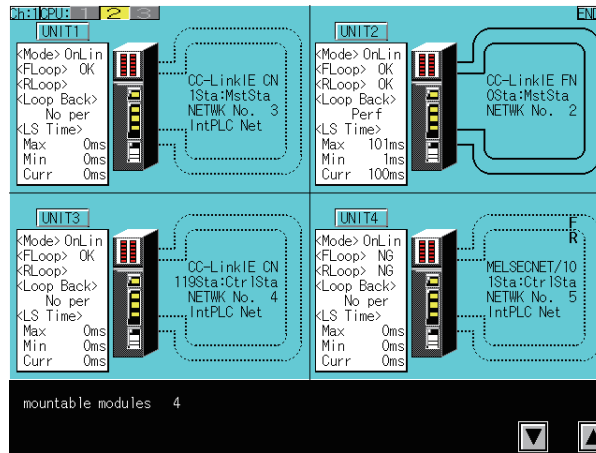 Ch:1 CPU: 1 2 3 END
UNIT1
<Mode> OnLin
<FLoop> OK
<RLoop>
<Loop Back>
No per
<LS Time>
Max 0ms
Min 0ms
Curr 0ms
CC-LinkIE CN
1Sta:MstSta
NETWK No. 3
IntPLC Net
UNIT2
<Mode> OnLin
<FLoop> OK
<RLoop> OK
<Loop Back>
Perf
<LS Time>
Max 101ms
Min 1ms
Curr 100ms
CC-LinkIE FN
0Sta:MstSta
NETWK No. 2
UNIT3
<Mode> OnLin
<FLoop> OK
<RLoop>
<Loop Back>
No per
<LS Time>
Max 0ms
Min 0ms
Curr 0ms
CC-LinkIE CN
119Sta:CtrlSta
NETWK No. 4
IntPLC Net
UNIT4
<Mode> OnLin
<FLoop> NG
<RLoop> NG
<Loop Back>
No per
<LS Time>
Max 0ms
Min 0ms
Curr 0ms
F
R
MELSECNET/10
1Sta:CtrlSta
NETWK No. 5
IntPLC Net
mountable modules 4